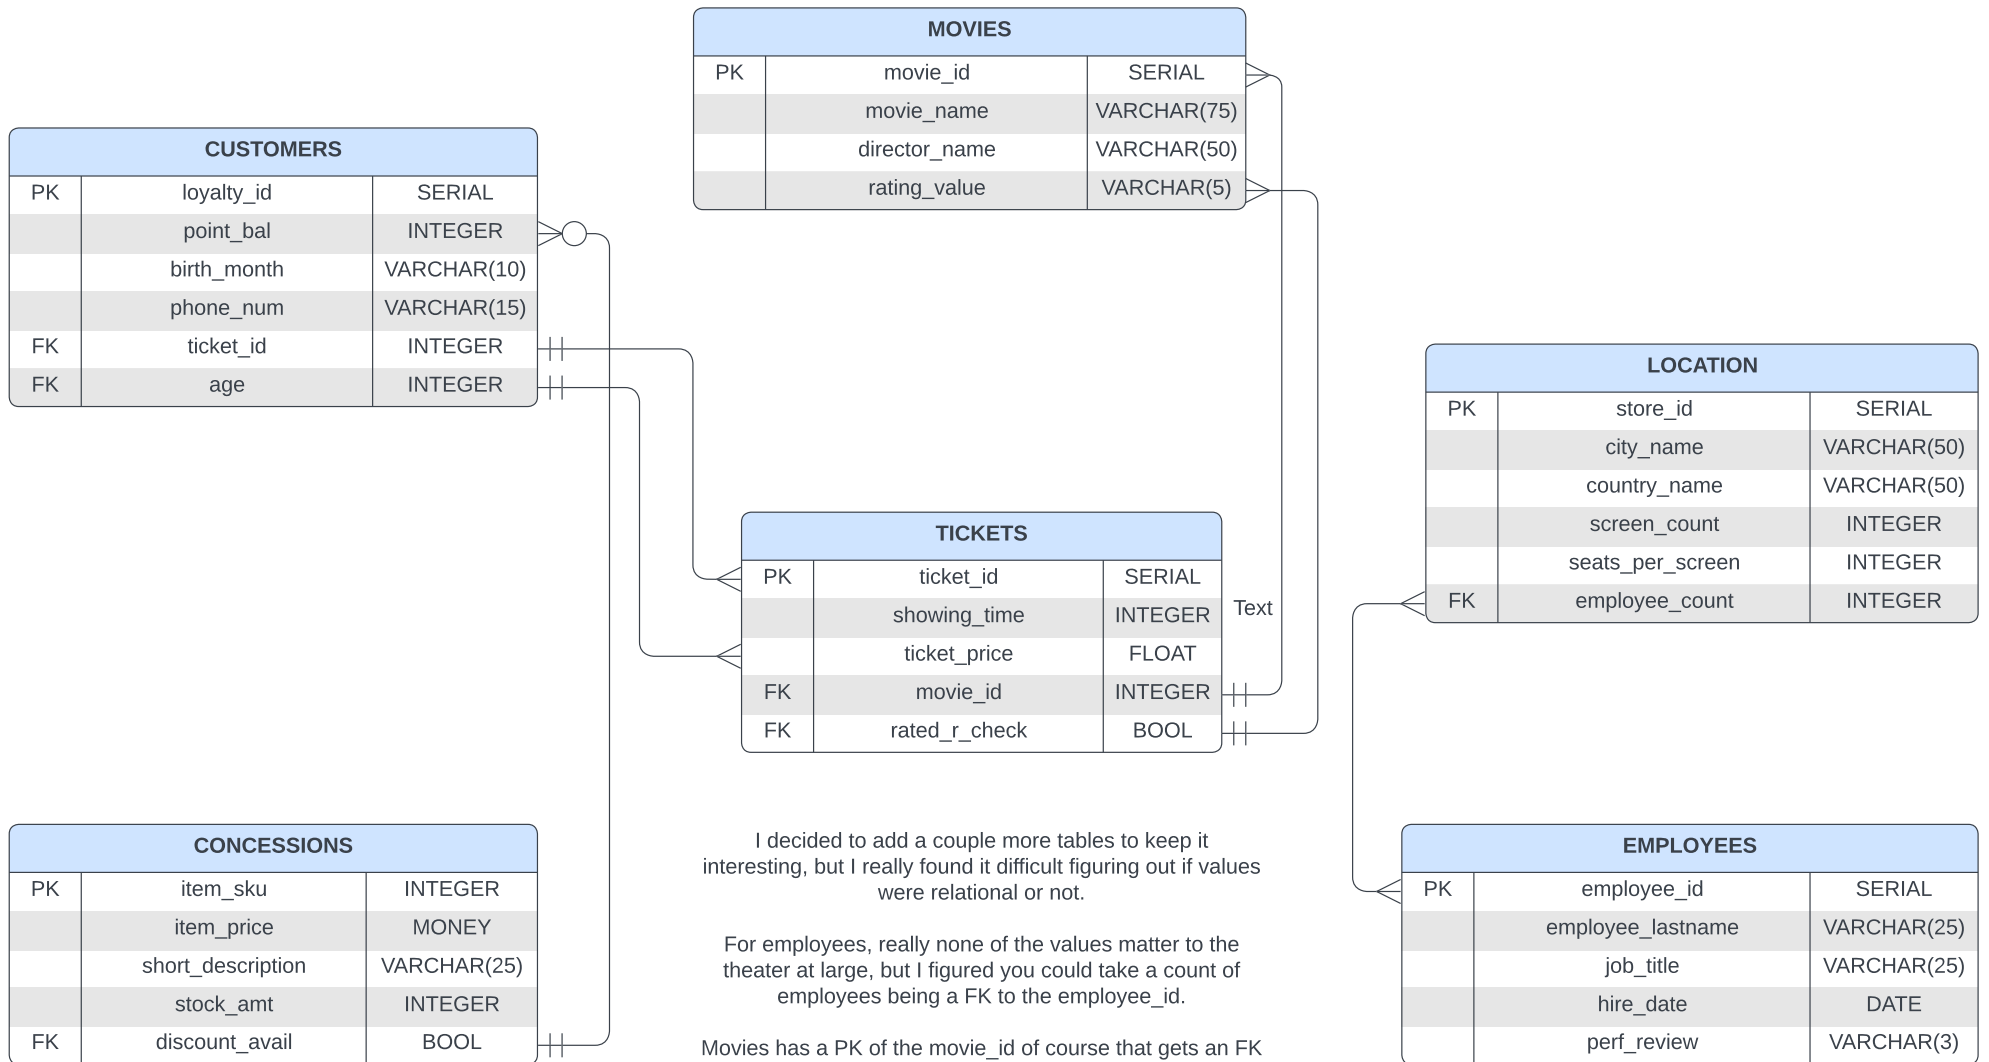 MOVIES
PK movie_id SERIAL
movie_name VARCHAR(75)
director_name VARCHAR(50)
rating_value VARCHAR(5)
CUSTOMERS
PK loyalty_id SERIAL
point_bal INTEGER
birth_month VARCHAR(10)
phone_num VARCHAR(15)
FK ticket_id INTEGER
FK age INTEGER
LOCATION
PK store_id SERIAL
city_name VARCHAR(50)
country_name VARCHAR(50)
screen_count INTEGER
seats_per_screen INTEGER
FK employee_count INTEGER
TICKETS
PK ticket_id SERIAL
showing_time INTEGER
ticket_price FLOAT
FK movie_id INTEGER
FK rated_r_check BOOL
Text
CONCESSIONS
PK item_sku INTEGER
item_price MONEY
short_description VARCHAR(25)
stock_amt INTEGER
FK discount_avail BOOL
I decided to add a couple more tables to keep it
interesting, but I really found it difficult figuring out if values
were relational or not.
For employees, really none of the values matter to the
theater at large, but I figured you could take a count of
employees being a FK to the employee_id.
Movies has a PK of the movie_id of course that gets an FK
EMPLOYEES
PK employee_id SERIAL
employee_lastname VARCHAR(25)
job_title VARCHAR(25)
hire_date DATE
perf_review VARCHAR(3)